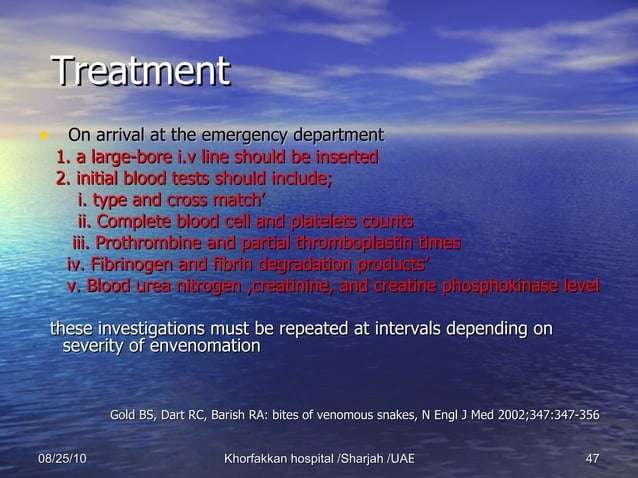 Treatment
On arrival at the emergency department
1. a large-bore i.v line should be inserted
2. initial blood tests should include;
i. type and cross match’
ii. Complete blood cell and platelets counts
iii. Prothrombine and partial thromboplastin times
iv. Fibrinogen and fibrin degradation products’
v. Blood urea nitrogen ,creatinine, and creatine phosphokinase level
these investigations must be repeated at intervals depending on
severity of envenomation
Gold BS, Dart RC, Barish RA: bites of venomous snakes, N Engl J Med 2002;347:347-356
08/25/10 Khorfakkan hospital /Sharjah /UAE 47